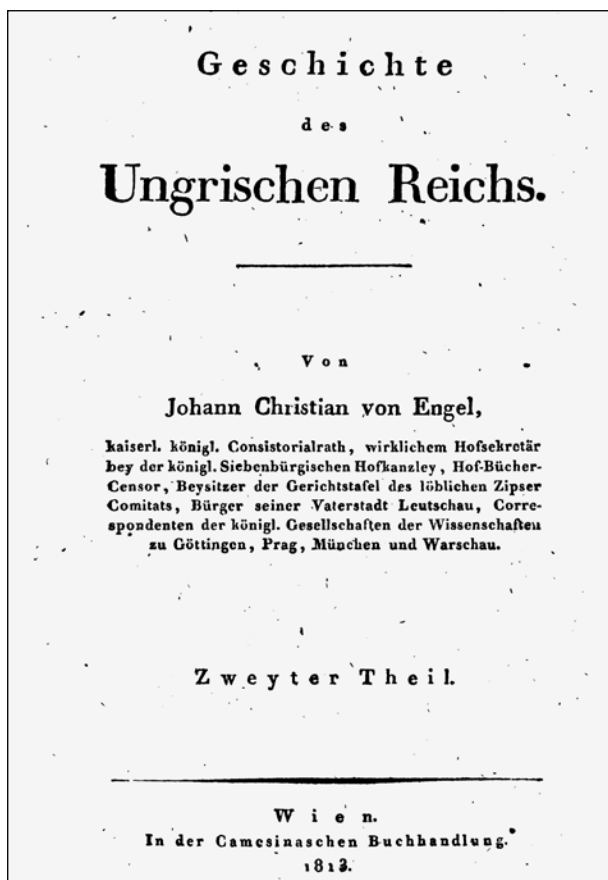 Geschichte
des
Ungrischen Reichs.
Von
Johann Christian von Engel,
kaiserl. königl. Consistorialrath, wirklichem Hofsekretär
bey der königl. Siebenbürgischen Hofkanzley, Hof-Bücher-
Censor, Beysitzer der Gerichtstafel des löblichen Zipser
Comitats, Bürger seiner Vaterstadt Leutschau, Corre-
spondenten der königl. Gesellschaften der Wissenschaften
zu Göttingen, Prag, München und Warschau.
Zweyter Theil.
Wien.
In der Camesinaschen Buchhandlung.
1813.